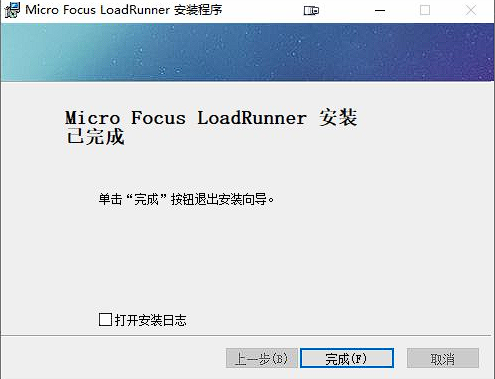 Micro Focus LoadRunner 安装程序
Micro Focus LoadRunner 安装
已完成
单击“完成”按钮退出安装向导。
打开安装日志
上一步(B)
完成(F)
取消